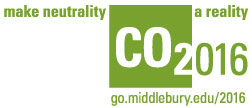 make neutrality a reality
CO2016
go.middlebury.edu/2016